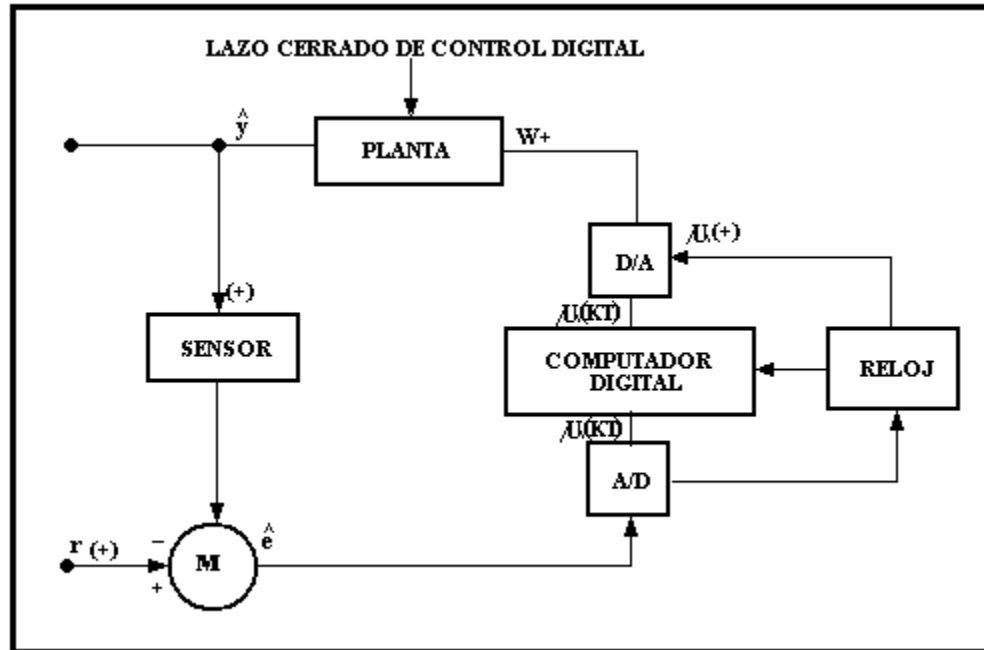 LAZO CERRADO DE CONTROL DIGITAL
ŷ
PLANTA
W+
D/A
/U.(+)
(+)
/U.(KT)
SENSOR
COMPUTADOR
DIGITAL
RELOJ
/U.(KT)
A/D
r (+)
−
+
M
ê